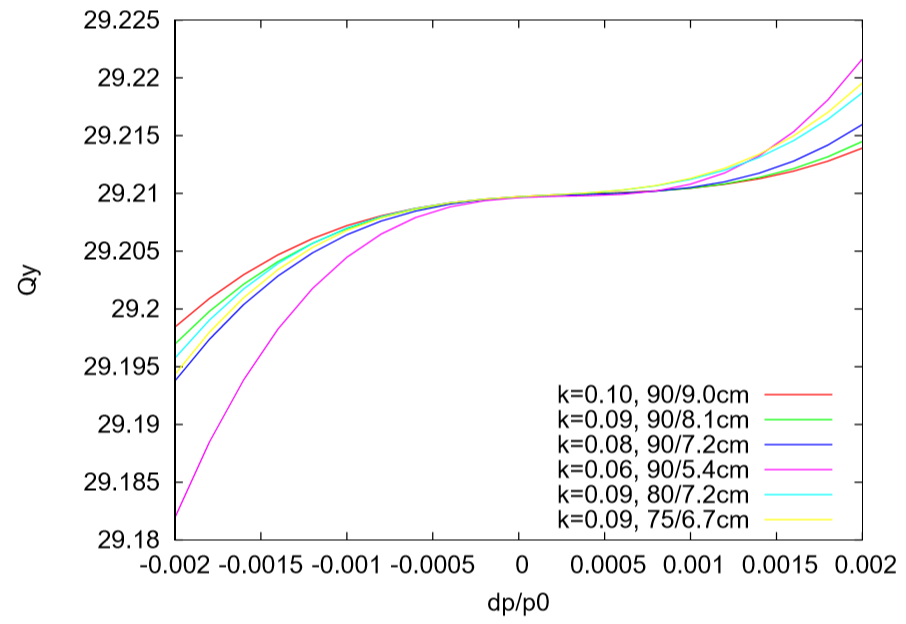 29.225
29.22
29.215
29.21
29.205
29.2
29.195
29.19
29.185
29.18
Qy
k=0.10, 90/9.0cm
k=0.09, 90/8.1cm
k=0.08, 90/7.2cm
k=0.06, 90/5.4cm
k=0.09, 80/7.2cm
k=0.09, 75/6.7cm
-0.002 -0.0015 -0.001 -0.0005 0 0.0005 0.001 0.0015 0.002
dp/p0